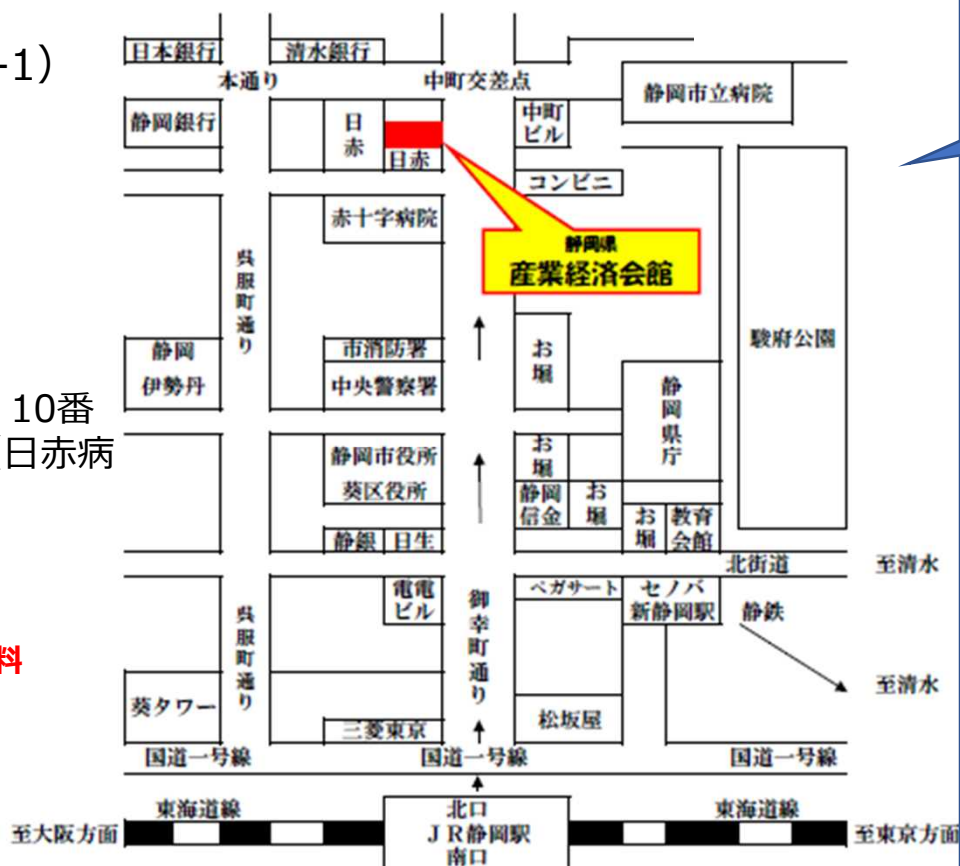 -1）
日本銀行
清水銀行
本通り
中町交差点
静岡市立病院
静岡銀行
日赤
日赤
中町
ビル
コンビニ
赤十字病院
静岡県
産業経済会館
呉服町通り
駿府公園
静岡
伊勢丹
市消防署
中央警察署
お堀
静岡県庁
10番
日赤病
静岡市役所
葵区役所
お堀
静岡
信金
お堀
お堀
教育
会館
静銀
日生
北街道
至清水
電電
ビル
御幸町通り
ペガサート
セノバ
新静岡駅
静鉄
呉服町通り
料
至清水
葵タワー
三菱東京
松坂屋
国道一号線
国道一号線
国道一号線
東海道線
北口
東海道線
至大阪方面
JR静岡駅
至東京方面
南口